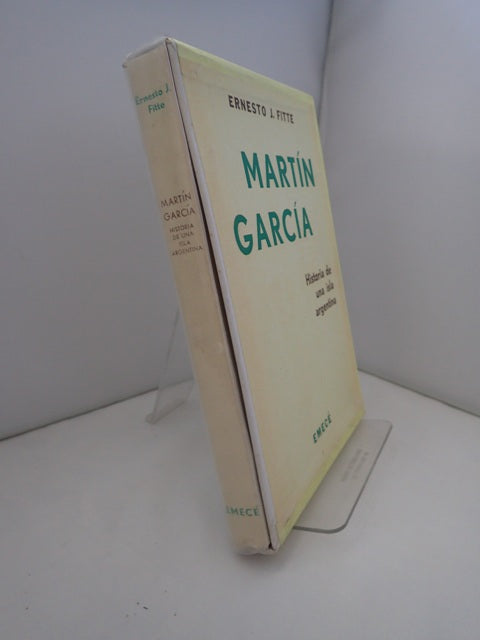 Ernesto J.
Fitte
MARTÍN
GARCÍA
HISTORIA
DE UNA
ISLA
ARGENTINA
EMECÉ
ERNESTO J. FITTE
MARTÍN
GARCÍA
Historia de
una isla
argentina
EMECÉ